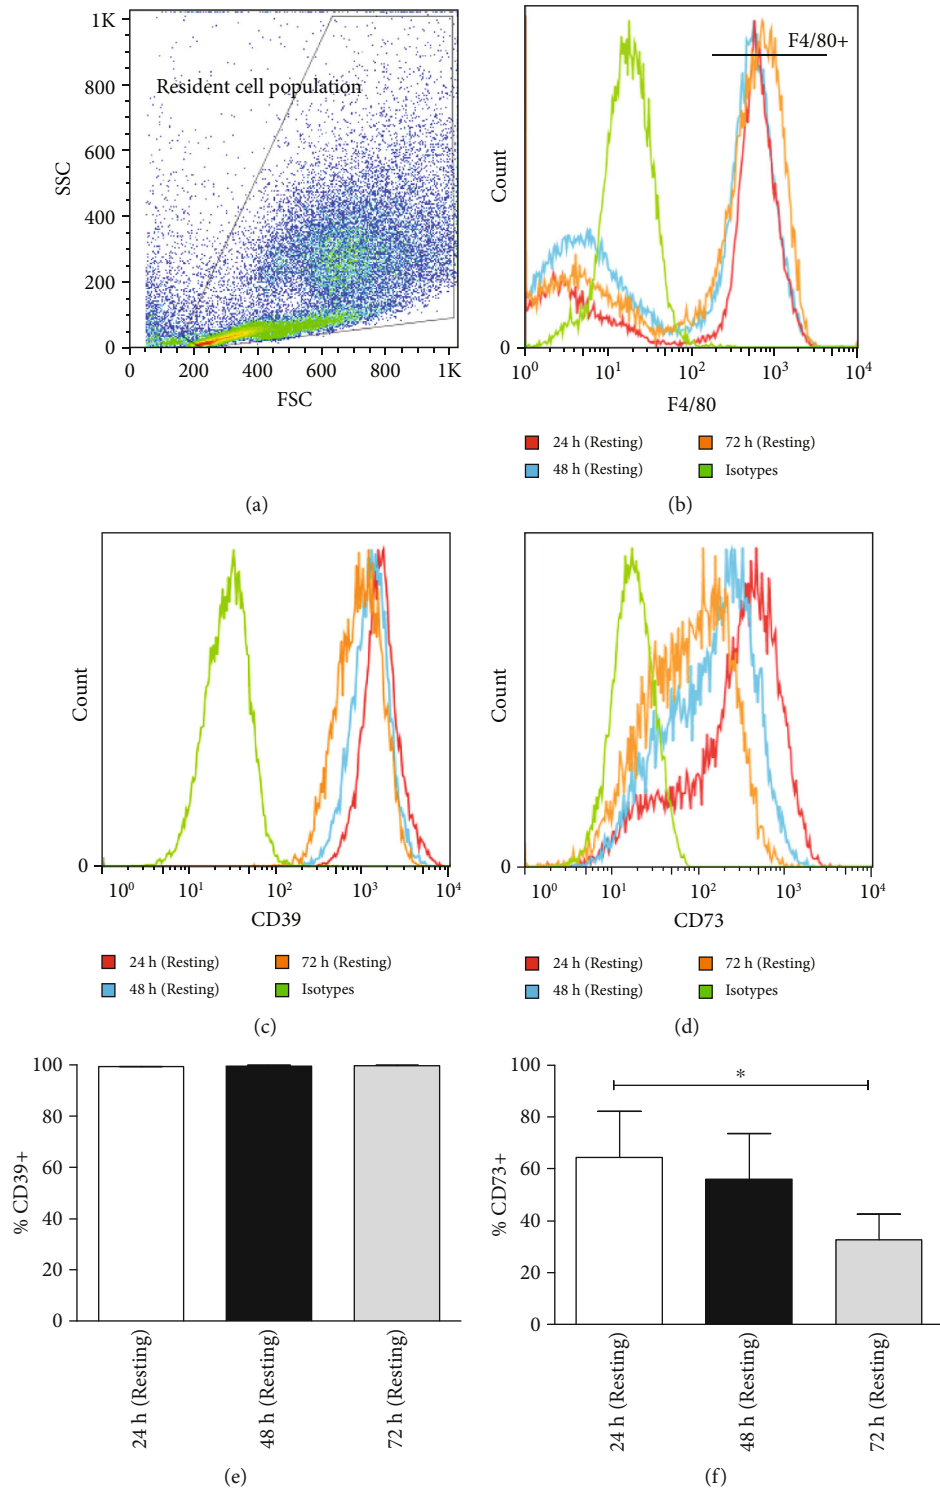 1K
800
600
400
200
0
SSC
Resident cell population
0 200 400 600 800 1K
FSC
(a)
Count
F4/80+
0
10⁰ 10¹ 10² 10³ 10⁴
F4/80
24 h (Resting) 72 h (Resting)
48 h (Resting) Isotypes
(b)
Count
0
10⁰ 10¹ 10² 10³ 10⁴
CD39
24 h (Resting) 72 h (Resting)
48 h (Resting) Isotypes
(c)
Count
0
10⁰ 10¹ 10² 10³ 10⁴
CD73
24 h (Resting) 72 h (Resting)
48 h (Resting) Isotypes
(d)
100
80
60
40
20
0
% CD39+
24 h (Resting)
48 h (Resting)
72 h (Resting)
(e)
100
80
60
40
20
0
% CD73+
*
24 h (Resting)
48 h (Resting)
72 h (Resting)
(f)